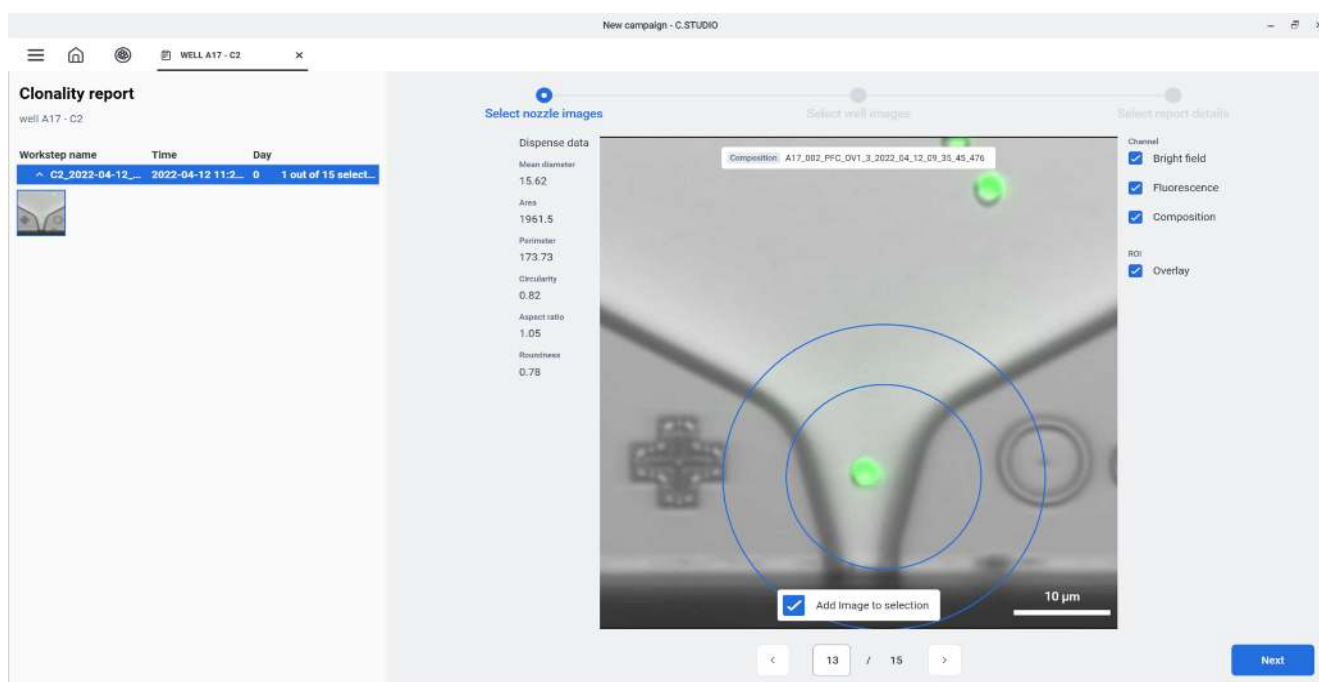 New campaign - C.STUDIO
WELL A17 - C2
Clonality report
well A17 - C2
Workstep name Time Day
C2_2022-04-12_... 2022-04-12 11:2... 0 1 out of 15 select...
Select nozzle images
Select well images
Select report details
Dispense data
Mean diameter
15.62
Area
1961.5
Perimeter
173.73
Circularity
0.82
Aspect ratio
1.05
Roundness
0.78
Composition A17_002_PFC_OV1_3_2022_04_12_09_35_45_476
Add Image to selection
10 µm
Channel
Bright field
Fluorescence
Composition
ROI
Overlay
13 / 15
Next